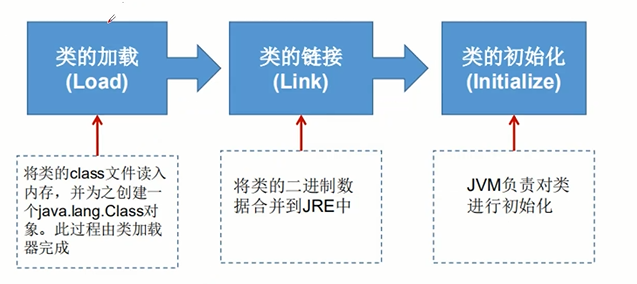 类的加载
(Load)
类的链接
(Link)
类的初始化
(Initialize)
将类的class文件读入
内存，并为之创建一
个java.lang.Class对
象。此过程由类加载
器完成
将类的二进制数
据合并到JRE中
JVM负责对类
进行初始化